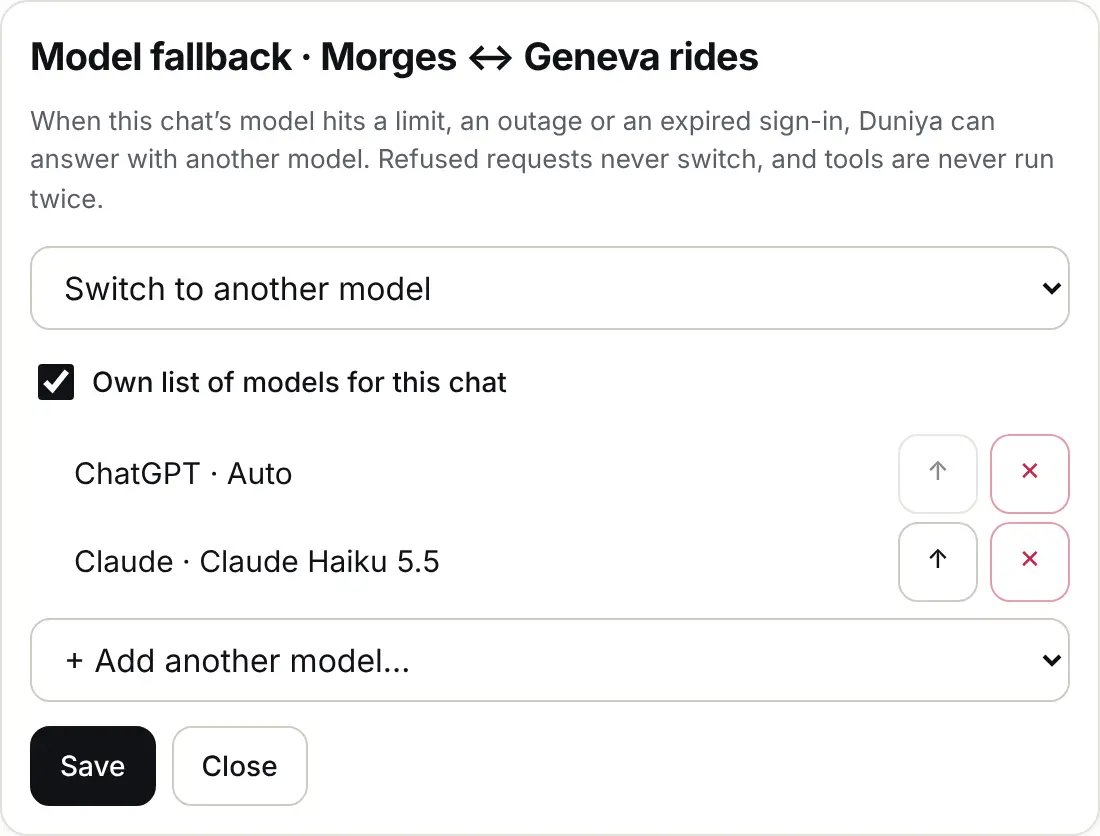 Model fallback · Morges ↔ Geneva rides
When this chat’s model hits a limit, an outage or an expired sign-in, Duniya can
answer with another model. Refused requests never switch, and tools are never run
twice.
Switch to another model
Own list of models for this chat
ChatGPT · Auto
↑ ×
Claude · Claude Haiku 5.5
↑ ×
+ Add another model...
Save Close